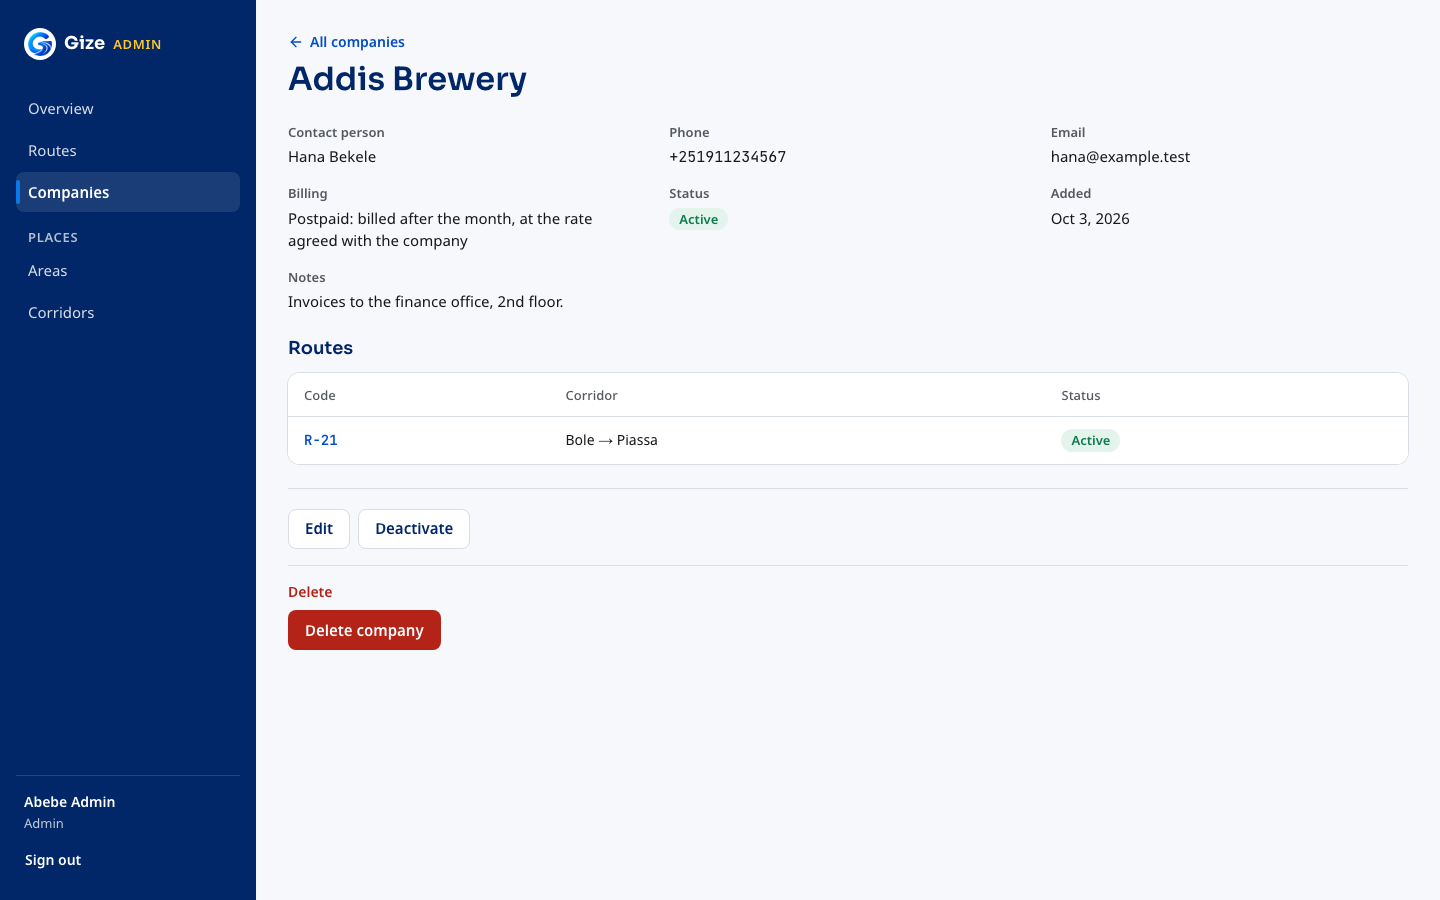 Gize ADMIN
Overview
Routes
Companies
PLACES
Areas
Corridors
Abebe Admin
Admin
Sign out
← All companies
Addis Brewery
Contact person
Hana Bekele
Phone
+251911234567
Email
hana@example.test
Billing
Postpaid: billed after the month, at the rate
agreed with the company
Status
Active
Added
Oct 3, 2026
Notes
Invoices to the finance office, 2nd floor.
Routes
Code Corridor Status
R-21 Bole → Piassa Active
Edit Deactivate
Delete
Delete company